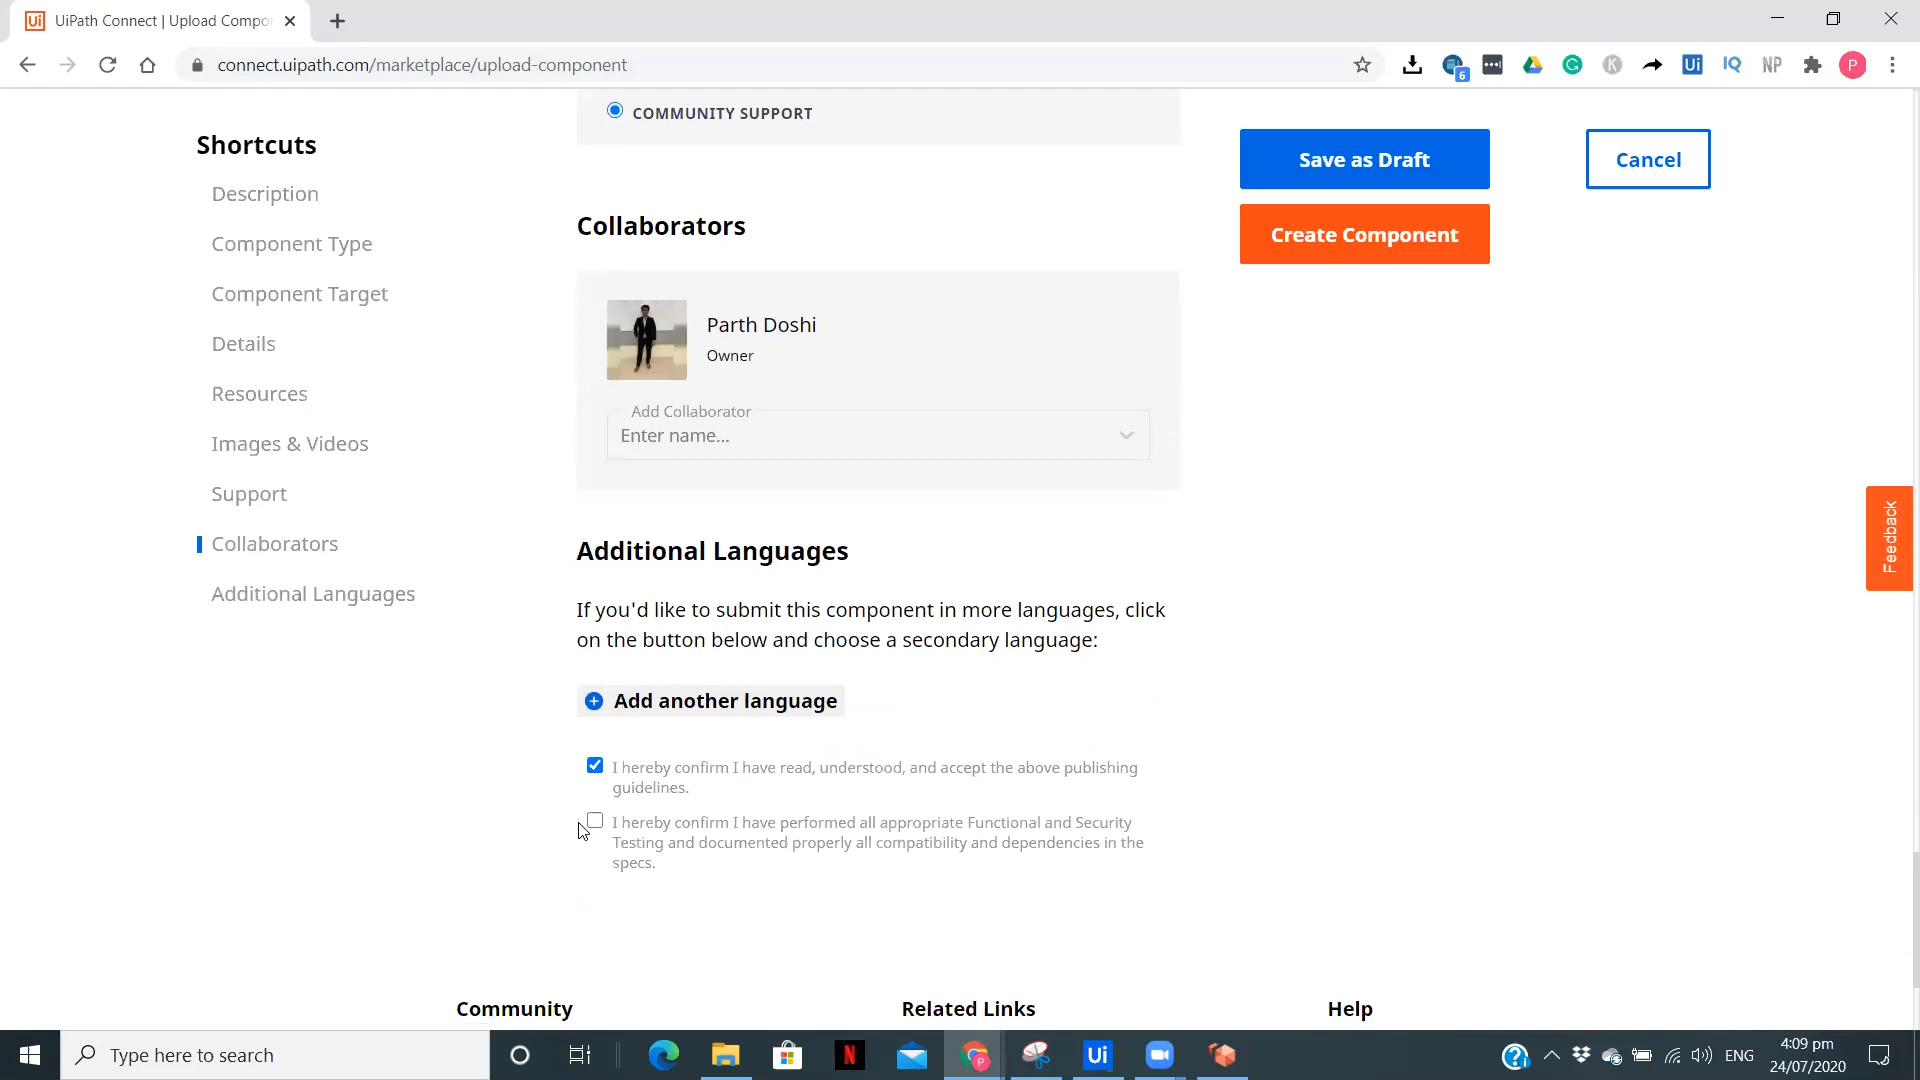 UiPath Connect | Upload Compo
connect.uipath.com/marketplace/upload-component
6
Ui
IQ
NP
P
Shortcuts
Description
Component Type
Component Target
Details
Resources
Images & Videos
Support
Collaborators
Additional Languages
COMMUNITY SUPPORT
Collaborators
Parth Doshi
Owner
Add Collaborator
Enter name...
Additional Languages
If you'd like to submit this component in more languages, click
on the button below and choose a secondary language:
Add another language
I hereby confirm I have read, understood, and accept the above publishing
guidelines.
I hereby confirm I have performed all appropriate Functional and Security
Testing and documented properly all compatibility and dependencies in the
specs.
Save as Draft
Cancel
Create Component
Feedback
Community
Related Links
Help
Type here to search
Ui
ENG
4:09 pm
24/07/2020